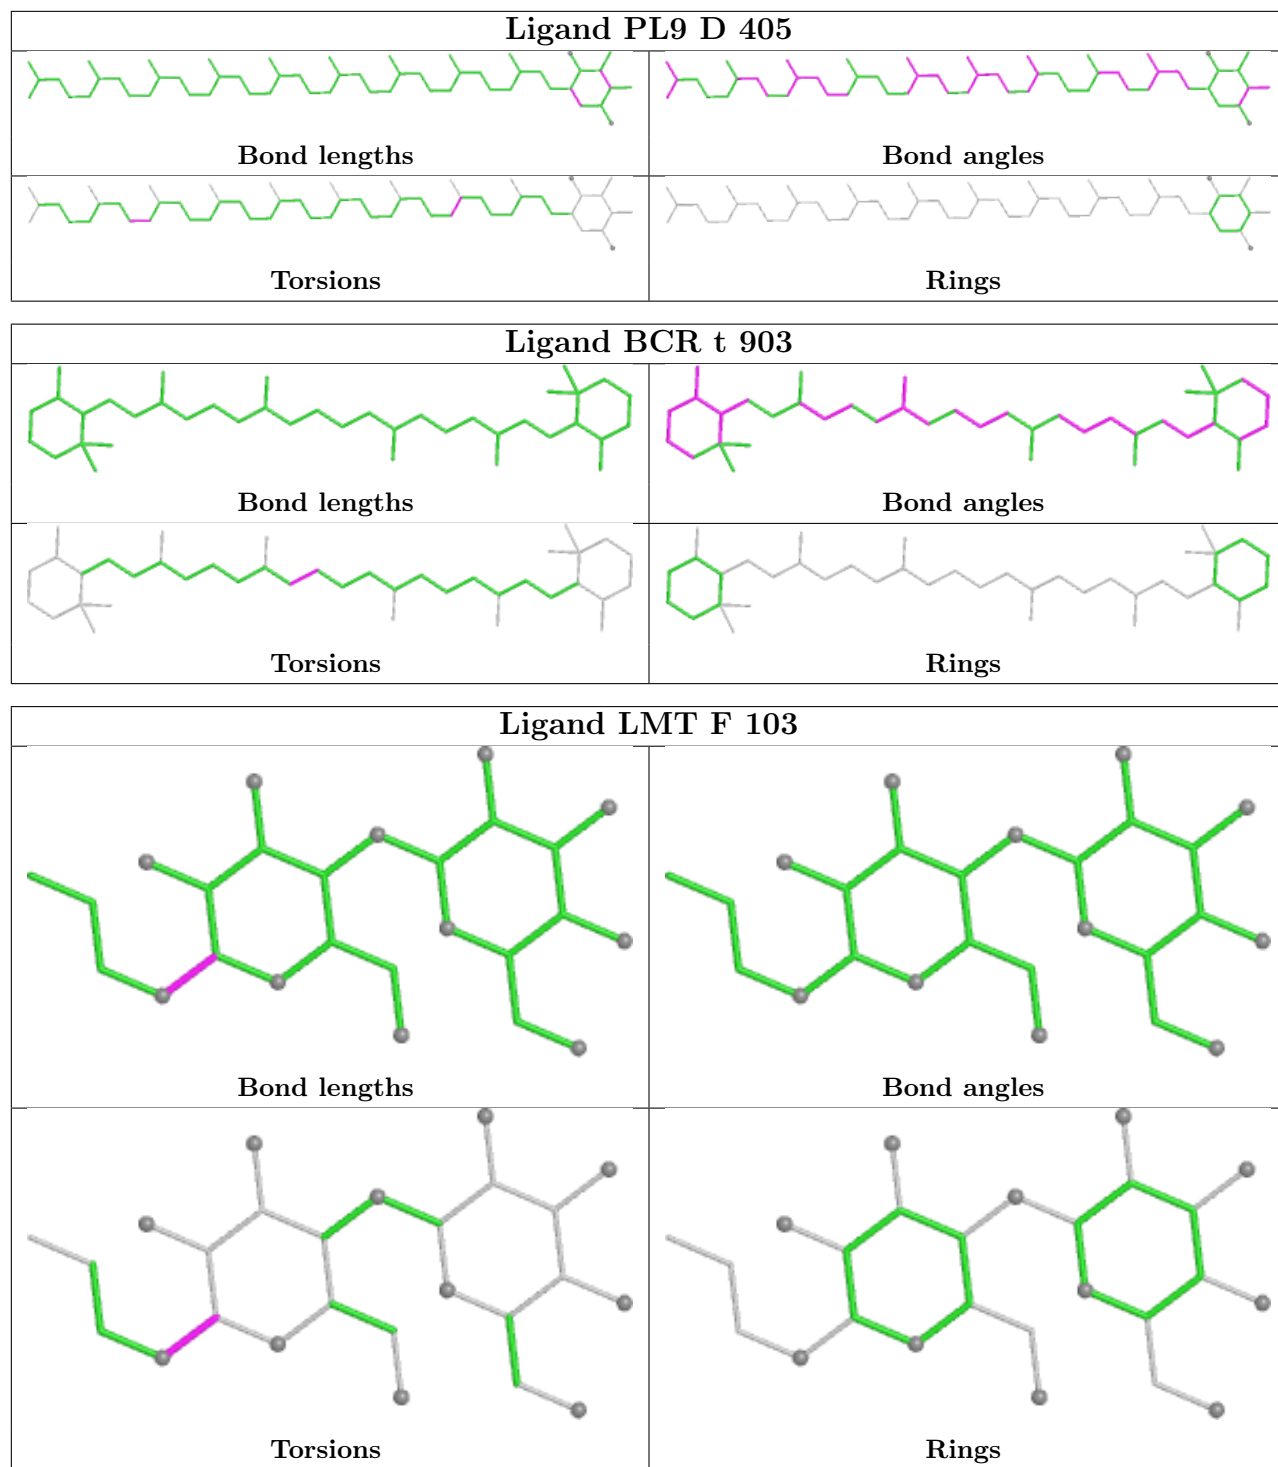 Ligand PL9 D 405
Bond lengths
Bond angles
Torsions
Rings
Ligand BCR t 903
Bond lengths
Bond angles
Torsions
Rings
Ligand LMT F 103
Bond lengths
Bond angles
Torsions
Rings